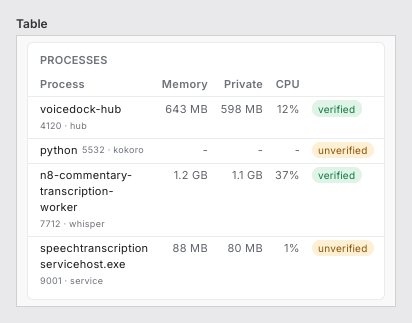 Table
PROCESSES
Process Memory Private CPU
voicedock-hub 643 MB 598 MB 12% verified
4120 · hub
python 5532 · kokoro - - - unverified
n8-commentary- 1.2 GB 1.1 GB 37% verified
transcription-
worker
7712 · whisper
speechtranscription 88 MB 80 MB 1% unverified
servicehost.exe
9001 · service